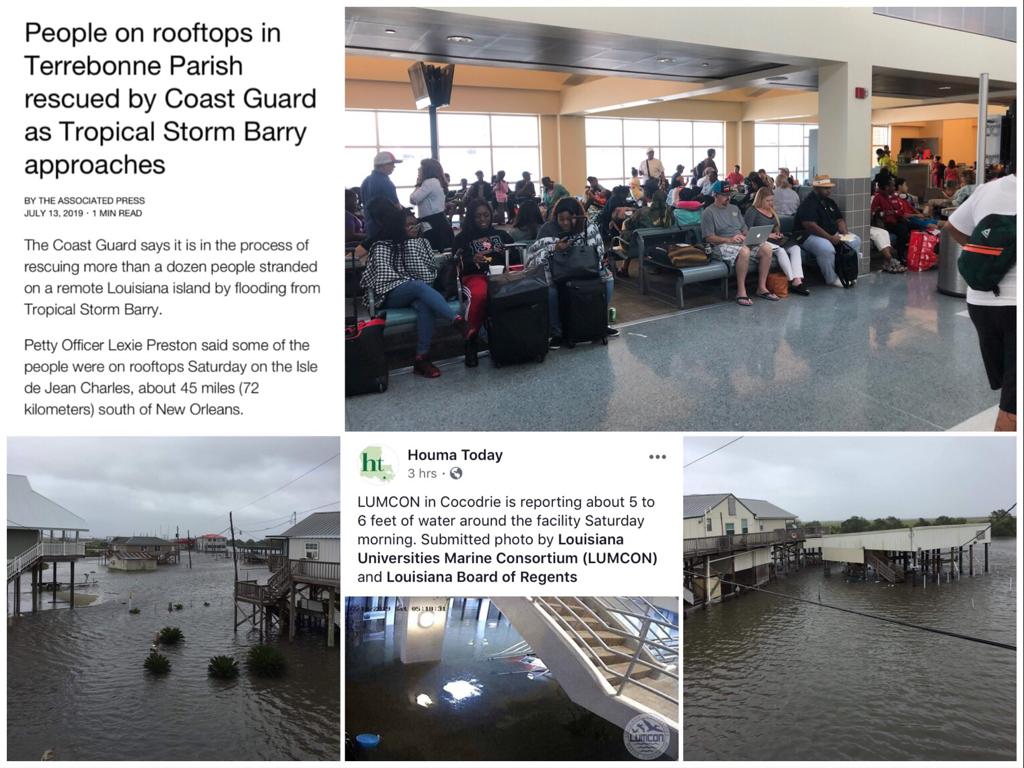 People on rooftops in
Terrebonne Parish
rescued by Coast Guard
as Tropical Storm Barry
approaches
BY THE ASSOCIATED PRESS
JULY 13, 2019 · 1 MIN READ
The Coast Guard says it is in the process of
rescuing more than a dozen people stranded
on a remote Louisiana island by flooding from
Tropical Storm Barry.
Petty Officer Lexie Preston said some of the
people were on rooftops Saturday on the Isle
de Jean Charles, about 45 miles (72
kilometers) south of New Orleans.
ht
Houma Today
3 hrs ·
LUMCON in Cocodrie is reporting about 5 to
6 feet of water around the facility Saturday
morning. Submitted photo by Louisiana
Universities Marine Consortium (LUMCON)
and Louisiana Board of Regents
LUMCON